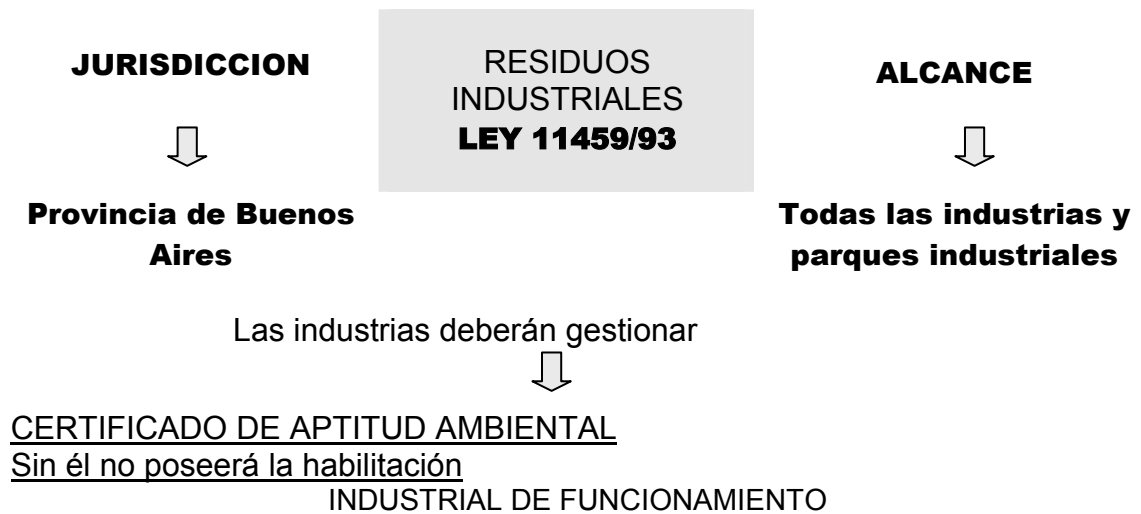 JURISDICCION
Provincia de Buenos
Aires
RESIDUOS
INDUSTRIALES
LEY 11459/93
ALCANCE
Todas las industrias y
parques industriales
Las industrias deberán gestionar
CERTIFICADO DE APTITUD AMBIENTAL
Sin él no poseerá la habilitación
INDUSTRIAL DE FUNCIONAMIENTO